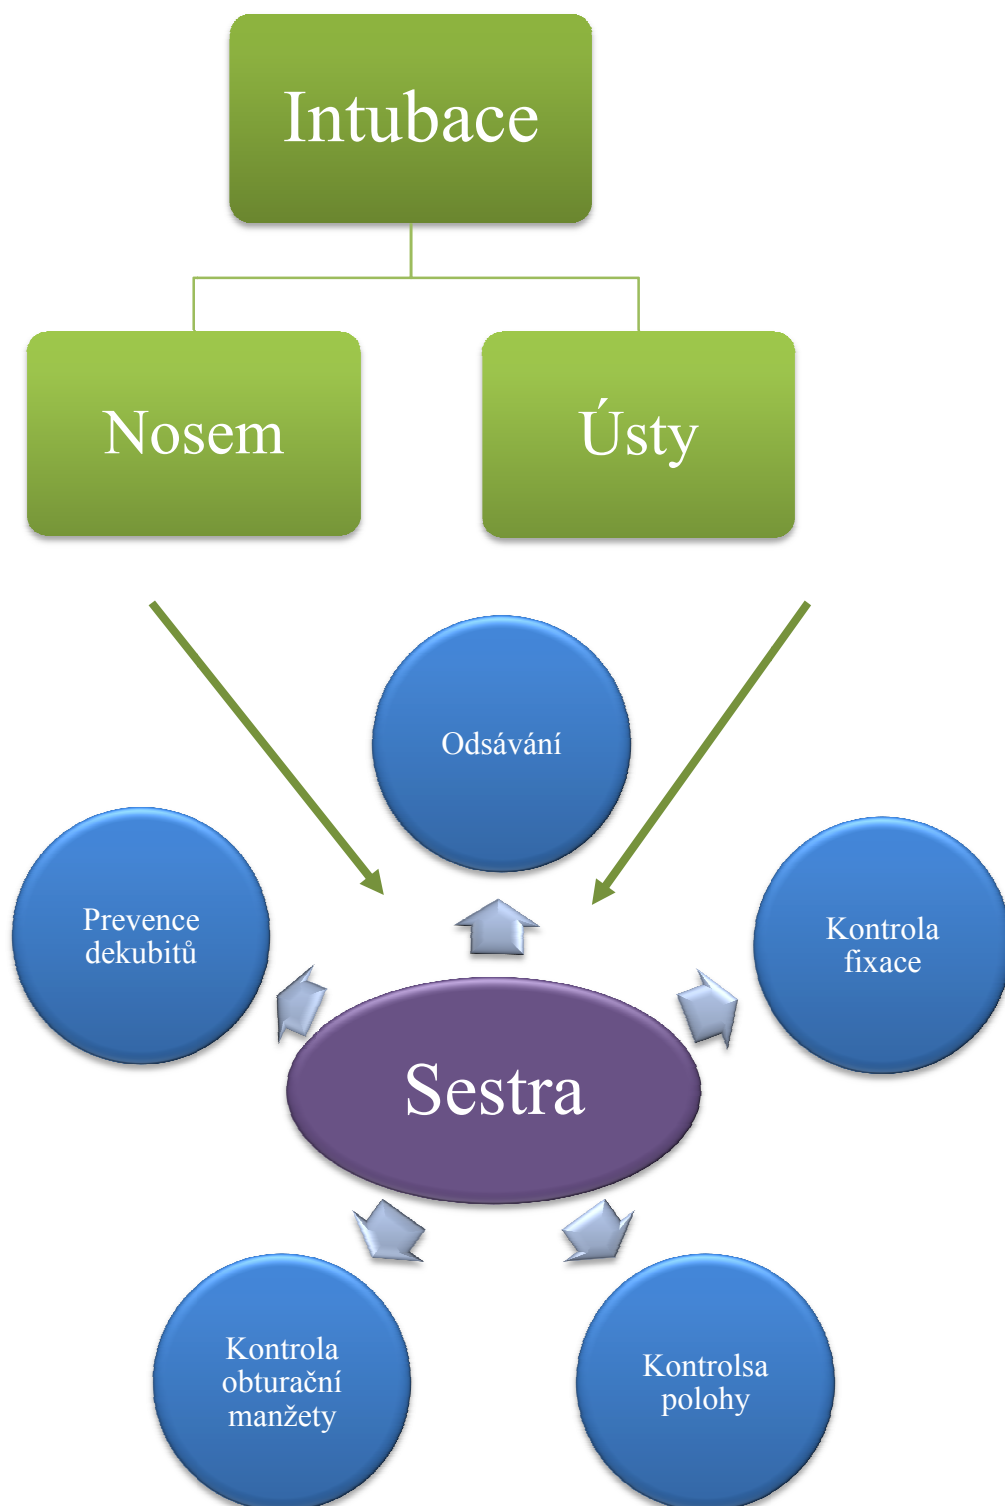 Intubace
Nosem
Ústy
Odsávání
Prevence
dekubitů
Kontrola
fixace
Sestra
Kontrola
obturační
manžety
Kontrolsa
polohy